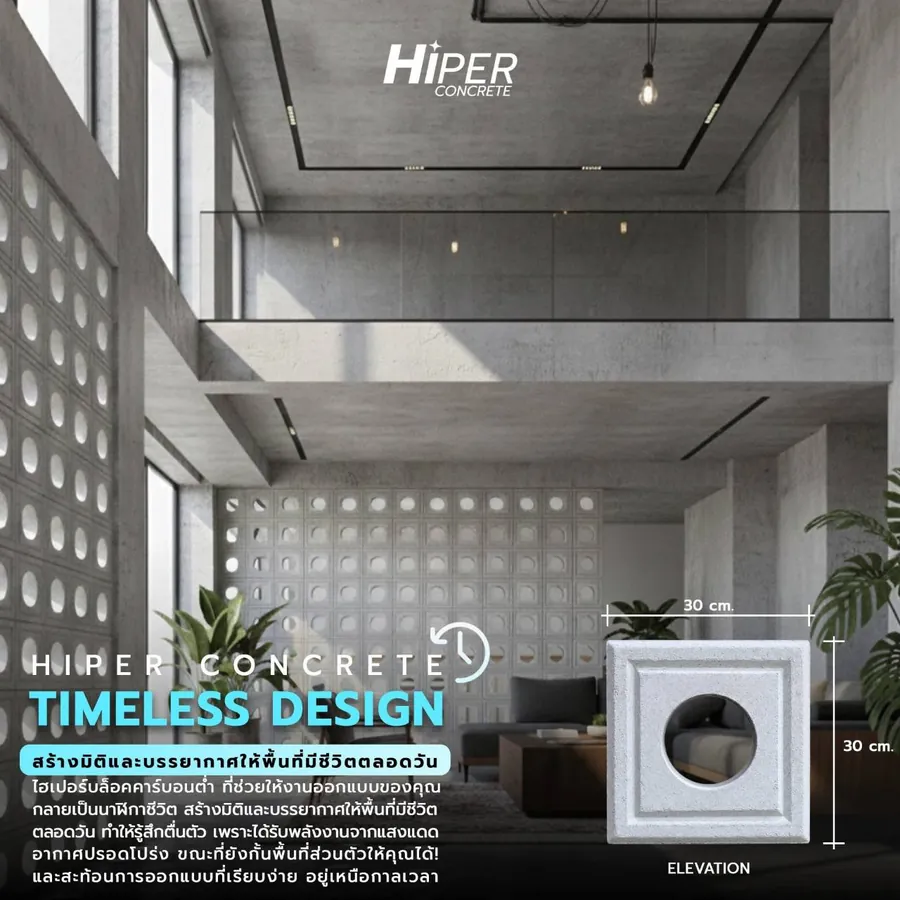 HiPER
CONCRETE
30 cm.
HIPER CONCRETE
TIMELESS DESIGN
สร้างมิติและบรรยากาศให้พื้นที่มีชีวิตตลอดวัน
ไฮเปอร์บล็อคคาร์บอนต่ำ ที่ช่วยให้งานออกแบบของคุณ
กลายเป็นนาฬิกาชีวิต สร้างมิติและบรรยากาศให้พื้นที่มีชีวิต
ตลอดวัน ทำให้รู้สึกตื่นตัว เพราะได้รับพลังงานจากแสงแดด
อากาศปรอดโปร่ง ขณะที่ยังกั้นพื้นที่ส่วนตัวให้คุณได้!
และสะท้อนการออกแบบที่เรียบง่าย อยู่เหนือกาลเวลา
30 cm.
ELEVATION